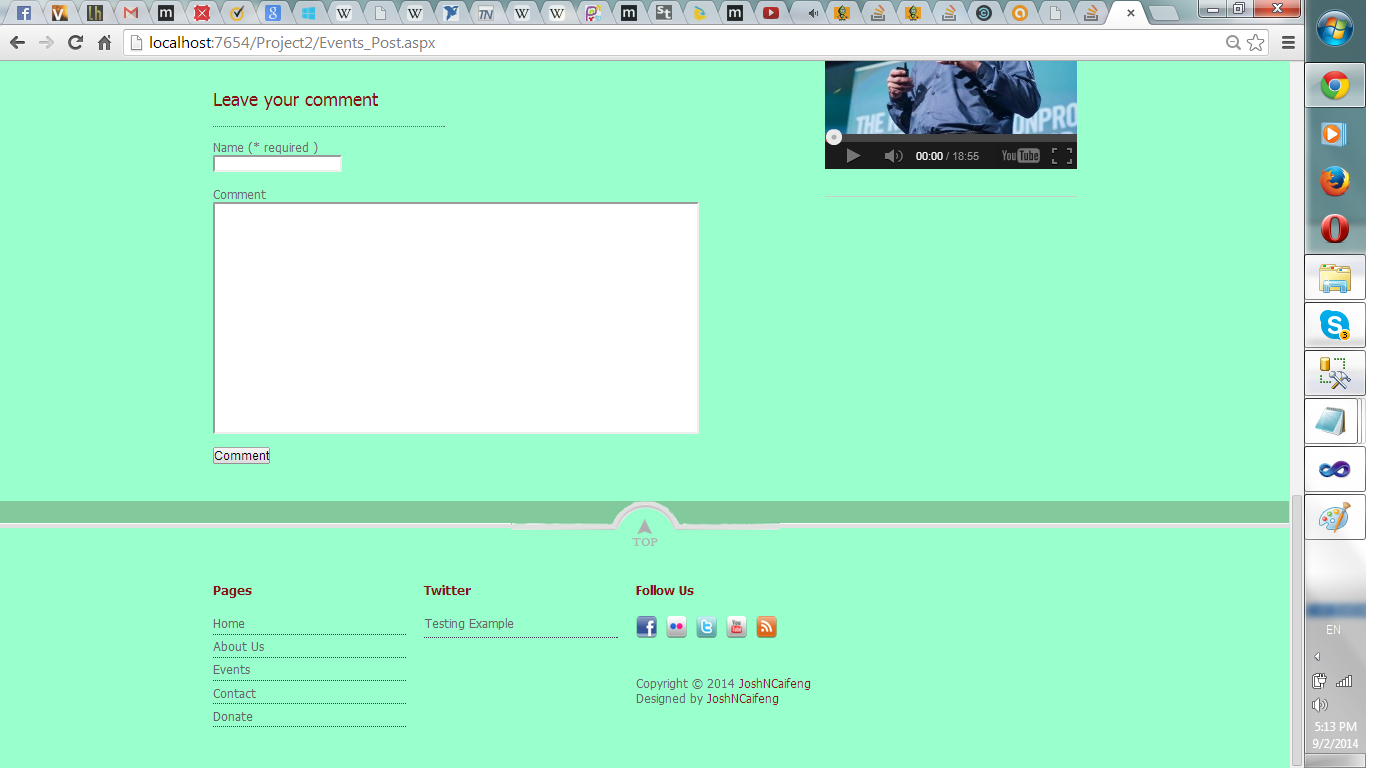 localhost:7654/Project2/Events_Post.aspx
Leave your comment
Name (* required )
Comment
Comment
THE N
ONPRO
00:00 / 18:55
YouTube
TOP
Pages
Home
About Us
Events
Contact
Donate
Twitter
Testing Example
Follow Us
Copyright © 2014 JoshNCaifeng
Designed by JoshNCaifeng
EN
5:13 PM
9/2/2014